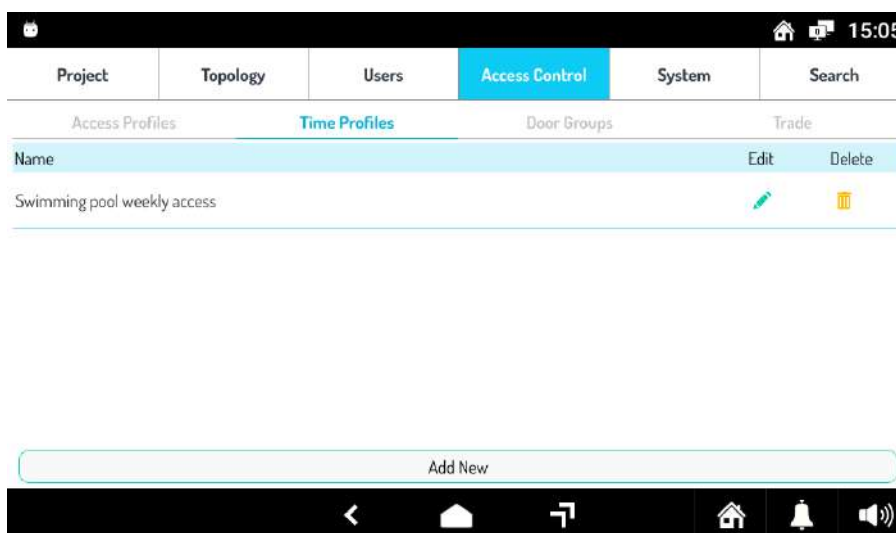 15:05
Project Topology Users Access Control System Search
Access Profiles Time Profiles Door Groups Trade
Name Edit Delete
Swimming pool weekly access
Add New